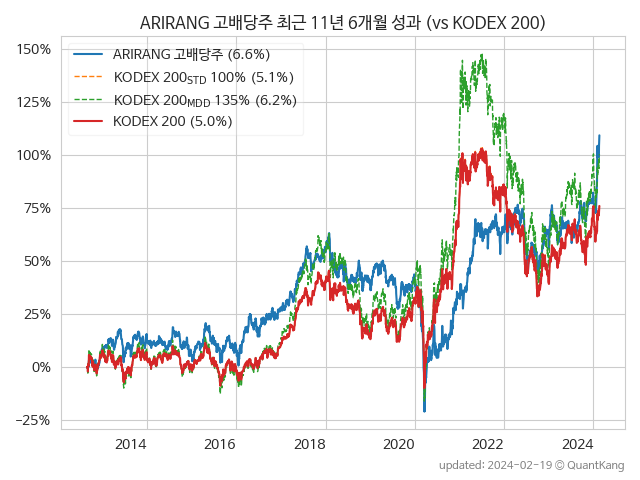 ARIRANG 고배당주 최근 11년 6개월 성과 (vs KODEX 200)
150%
125%
100%
75%
50%
25%
0%
−25%
ARIRANG 고배당주 (6.6%)
KODEX 200STD 100% (5.1%)
KODEX 200MDD 135% (6.2%)
KODEX 200 (5.0%)
2014 2016 2018 2020 2022 2024
updated: 2024-02-19 © QuantKang